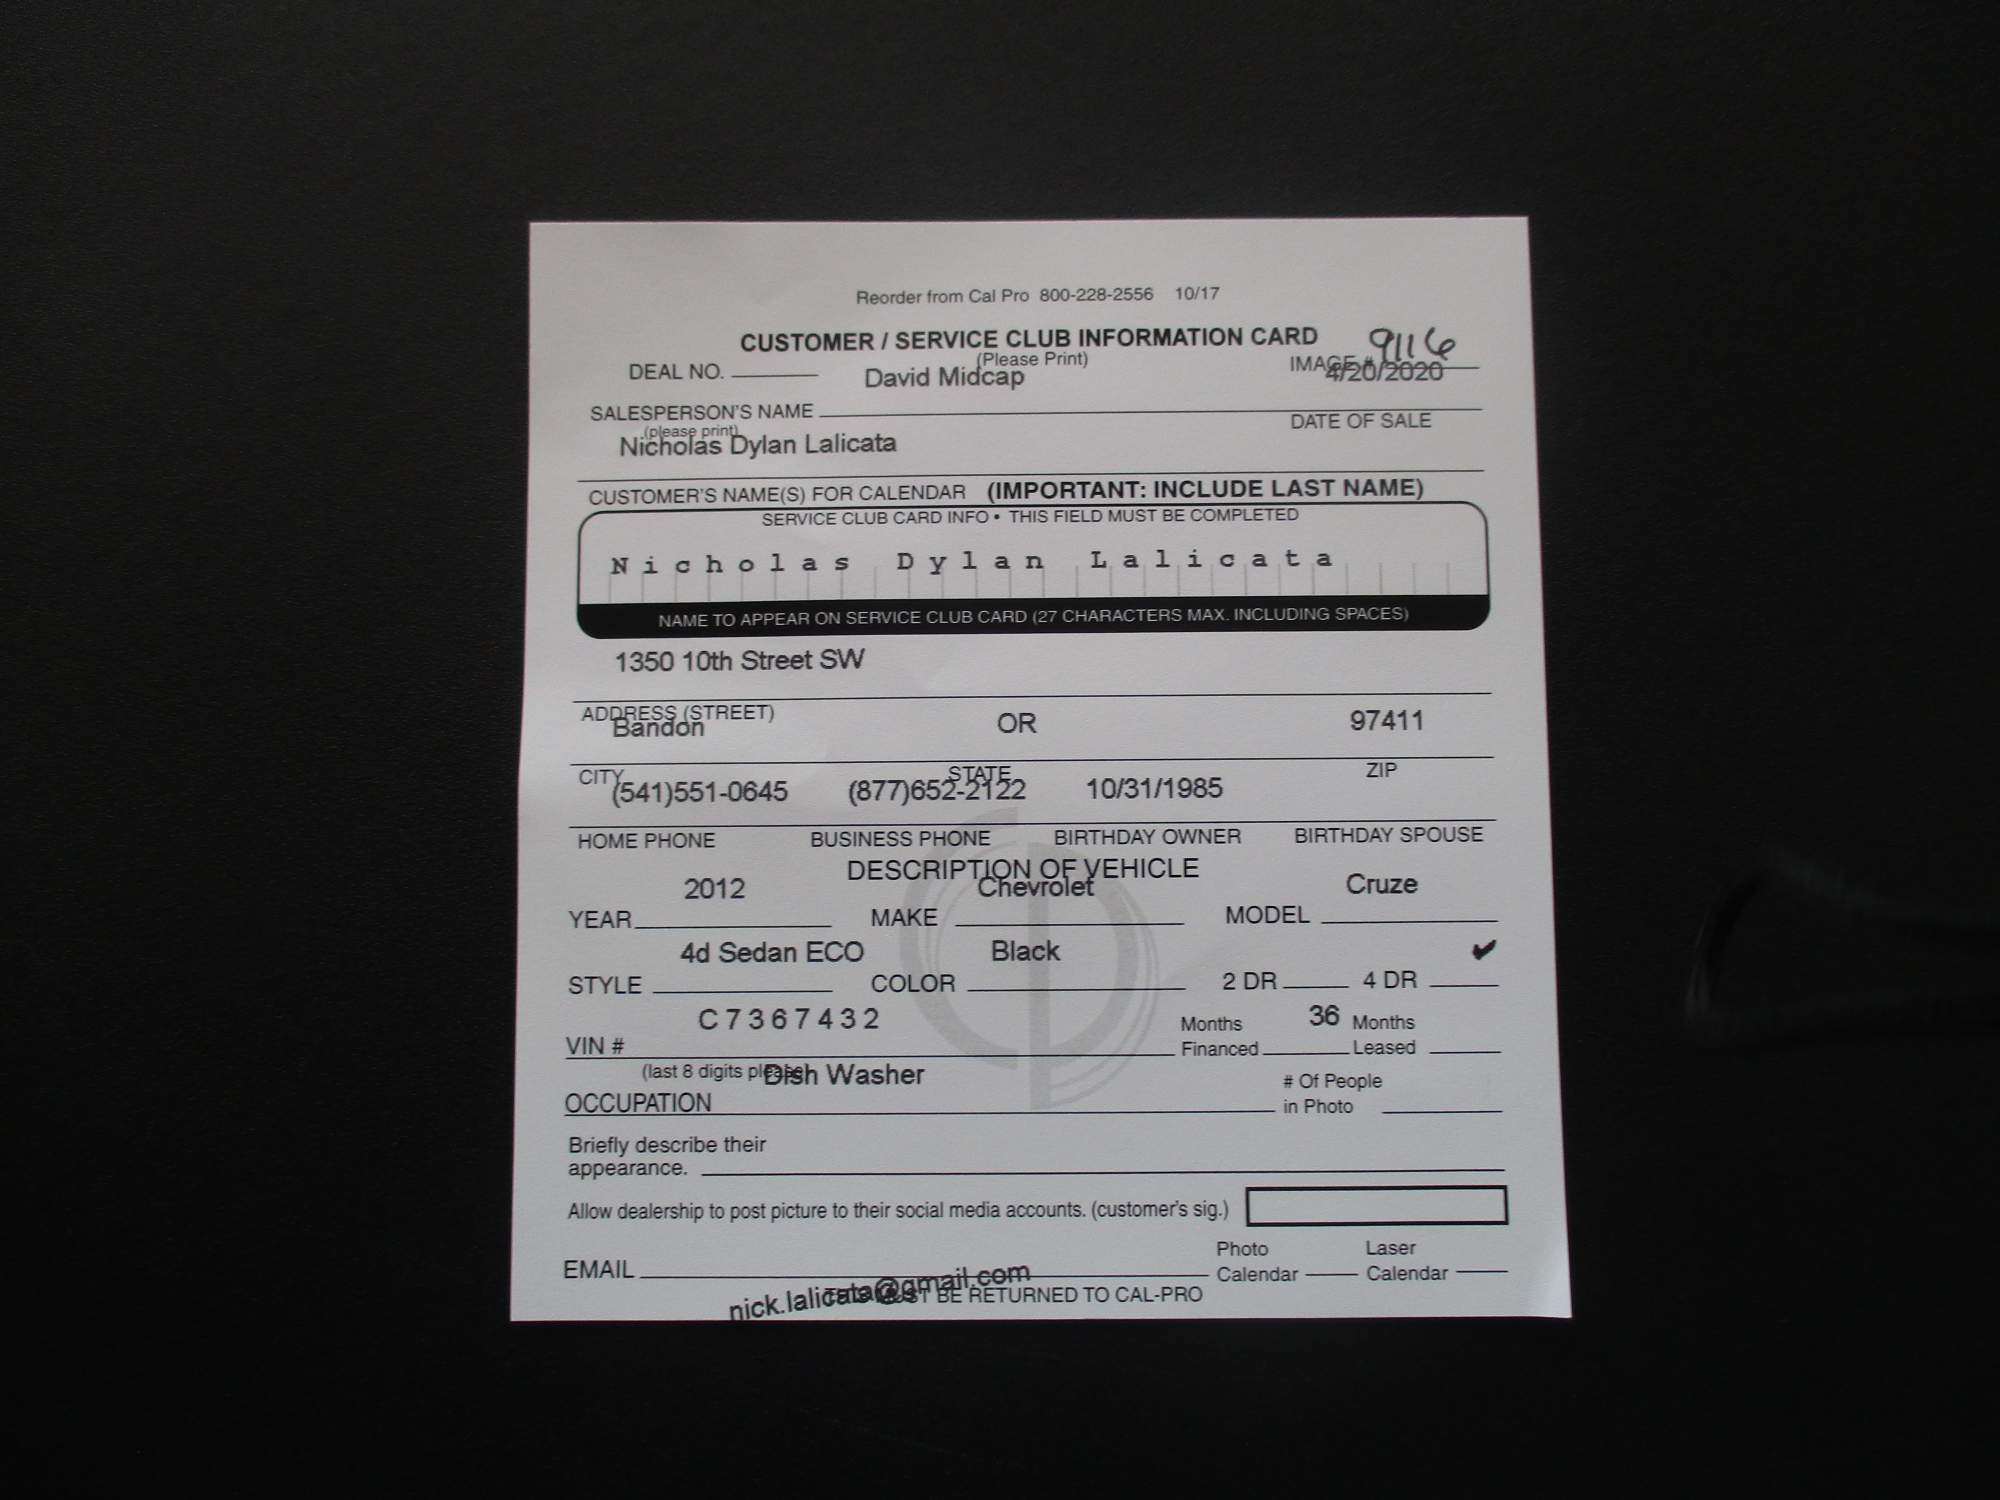 Reorder from Cal Pro 800-228-2556 10/17
CUSTOMER / SERVICE CLUB INFORMATION CARD
(Please Print)
DEAL NO. David Midcap IMAGE # 9116
4/20/2020
SALESPERSON'S NAME DATE OF SALE
(please print)
Nicholas Dylan Lalicata
CUSTOMER'S NAME(S) FOR CALENDAR (IMPORTANT: INCLUDE LAST NAME)
SERVICE CLUB CARD INFO • THIS FIELD MUST BE COMPLETED
Nicholas Dylan Lalicata
NAME TO APPEAR ON SERVICE CLUB CARD (27 CHARACTERS MAX. INCLUDING SPACES)
1350 10th Street SW
ADDRESS (STREET)
Bandon OR 97411
CITY STATE ZIP
(541)551-0645 (877)652-2122 10/31/1985
HOME PHONE BUSINESS PHONE BIRTHDAY OWNER BIRTHDAY SPOUSE
DESCRIPTION OF VEHICLE
2012 Chevrolet Cruze
YEAR MAKE MODEL
4d Sedan ECO Black ✔
STYLE COLOR 2 DR 4 DR
C7367432 Months 36 Months
VIN # Financed Leased
(last 8 digits please) Dish Washer
OCCUPATION # Of People
in Photo
Briefly describe their
appearance.
Allow dealership to post picture to their social media accounts. (customer's sig.)
Photo Laser
EMAIL Calendar Calendar
nick.lalicata@gmail.com
BE RETURNED TO CAL-PRO